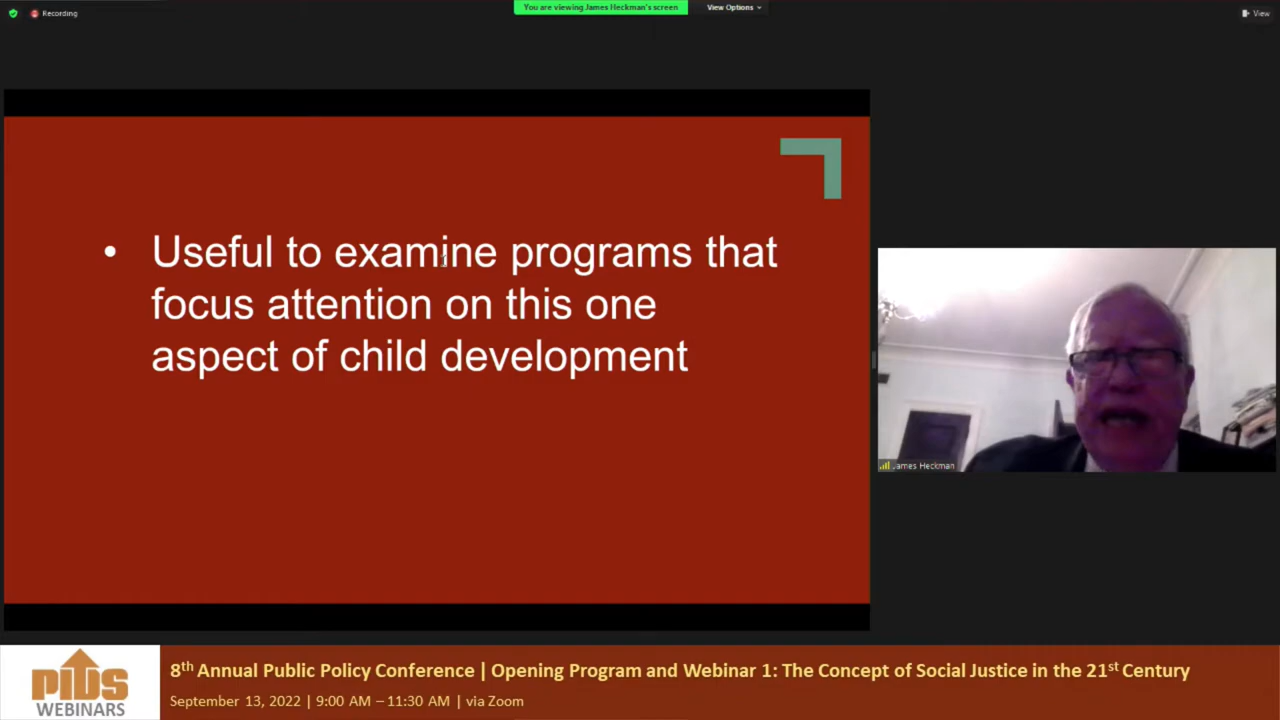 Recording
You are viewing James Heckman's screen
View Options
View
• Useful to examine programs that
focus attention on this one
aspect of child development
James Heckman
PIDS
WEBINARS
8th Annual Public Policy Conference | Opening Program and Webinar 1: The Concept of Social Justice in the 21st Century
September 13, 2022 | 9:00 AM – 11:30 AM | via Zoom